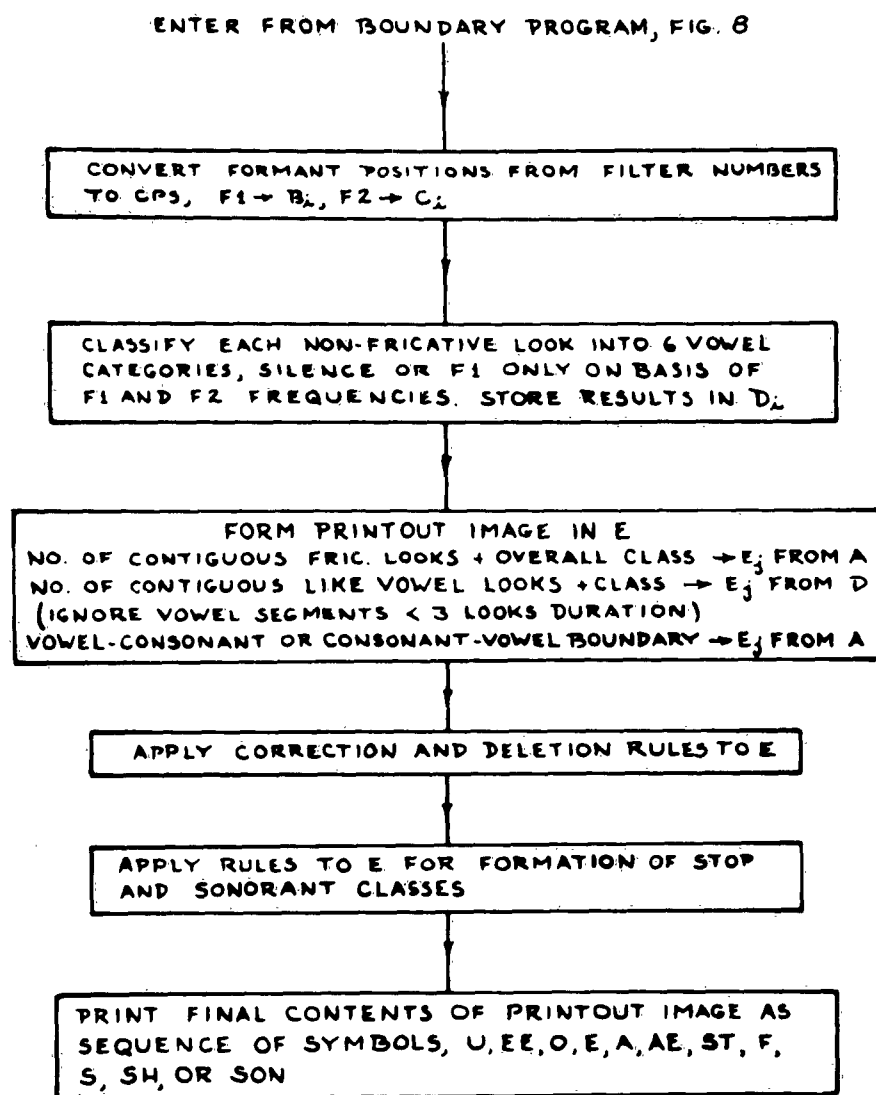 ENTER FROM BOUNDARY PROGRAM, FIG. 8
CONVERT FORMANT POSITIONS FROM FILTER NUMBERS
TO CPS, F1 → Bᵢ, F2 → Cᵢ
CLASSIFY EACH NON-FRICATIVE LOOK INTO 6 VOWEL
CATEGORIES, SILENCE OR F1 ONLY ON BASIS OF
F1 AND F2 FREQUENCIES. STORE RESULTS IN Dᵢ
FORM PRINTOUT IMAGE IN E
NO. OF CONTIGUOUS FRIC. LOOKS + OVERALL CLASS → Eⱼ FROM A
NO. OF CONTIGUOUS LIKE VOWEL LOOKS + CLASS → Eⱼ FROM D
(IGNORE VOWEL SEGMENTS < 3 LOOKS DURATION)
VOWEL-CONSONANT OR CONSONANT-VOWEL BOUNDARY → Eⱼ FROM A
APPLY CORRECTION AND DELETION RULES TO E
APPLY RULES TO E FOR FORMATION OF STOP
AND SONORANT CLASSES
PRINT FINAL CONTENTS OF PRINTOUT IMAGE AS
SEQUENCE OF SYMBOLS, U, EE, O, E, A, AE, ST, F,
S, SH, OR SON